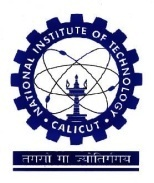 NATIONAL INSTITUTE OF TECHNOLOGY
• CALICUT •
तमसो मा ज्योतिर्गमय